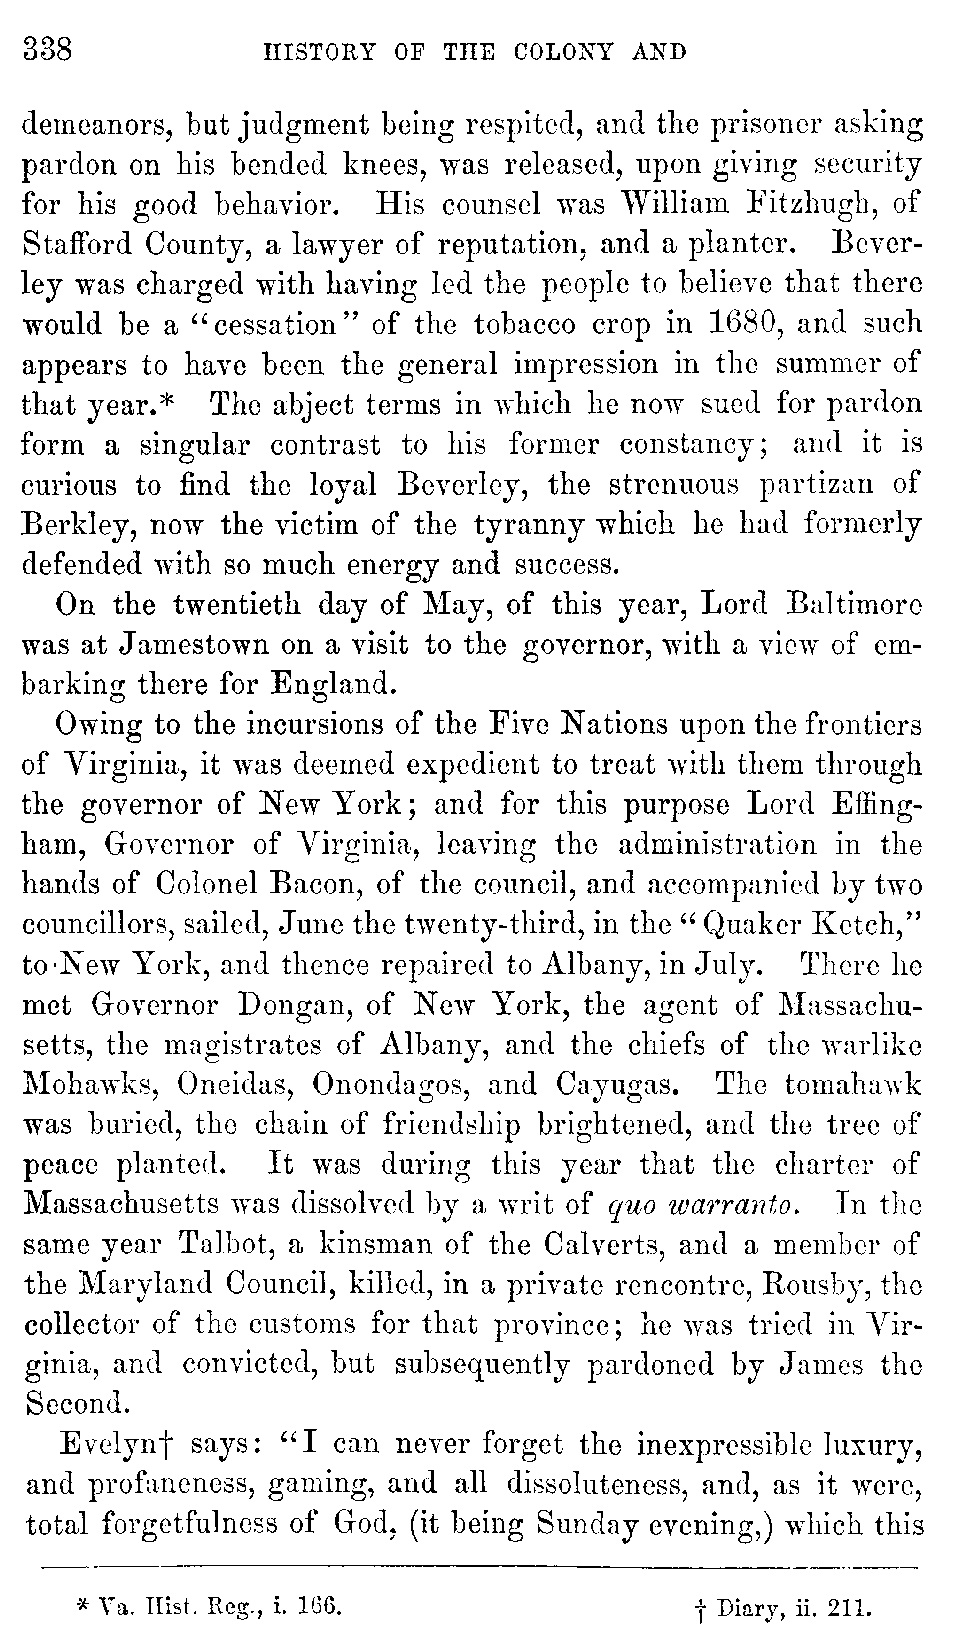 338 HISTORY OF THE COLONY AND
demeanors, but judgment being respited, and the prisoner asking
pardon on his bended knees, was released, upon giving security
for his good behavior. His counsel was William Fitzhugh, of
Stafford County, a lawyer of reputation, and a planter. Bever-
ley was charged with having led the people to believe that there
would be a "cessation" of the tobacco crop in 1680, and such
appears to have been the general impression in the summer of
that year.* The abject terms in which he now sued for pardon
form a singular contrast to his former constancy; and it is
curious to find the loyal Beverley, the strenuous partizan of
Berkley, now the victim of the tyranny which he had formerly
defended with so much energy and success.
On the twentieth day of May, of this year, Lord Baltimore
was at Jamestown on a visit to the governor, with a view of em-
barking there for England.
Owing to the incursions of the Five Nations upon the frontiers
of Virginia, it was deemed expedient to treat with them through
the governor of New York; and for this purpose Lord Effing-
ham, Governor of Virginia, leaving the administration in the
hands of Colonel Bacon, of the council, and accompanied by two
councillors, sailed, June the twenty-third, in the "Quaker Ketch,"
to New York, and thence repaired to Albany, in July. There he
met Governor Dongan, of New York, the agent of Massachu-
setts, the magistrates of Albany, and the chiefs of the warlike
Mohawks, Oneidas, Onondagos, and Cayugas. The tomahawk
was buried, the chain of friendship brightened, and the tree of
peace planted. It was during this year that the charter of
Massachusetts was dissolved by a writ of quo warranto. In the
same year Talbot, a kinsman of the Calverts, and a member of
the Maryland Council, killed, in a private rencontre, Rousby, the
collector of the customs for that province; he was tried in Vir-
ginia, and convicted, but subsequently pardoned by James the
Second.
Evelyn† says: "I can never forget the inexpressible luxury,
and profaneness, gaming, and all dissoluteness, and, as it were,
total forgetfulness of God, (it being Sunday evening,) which this
* Va. Hist. Reg., i. 166. † Diary, ii. 211.